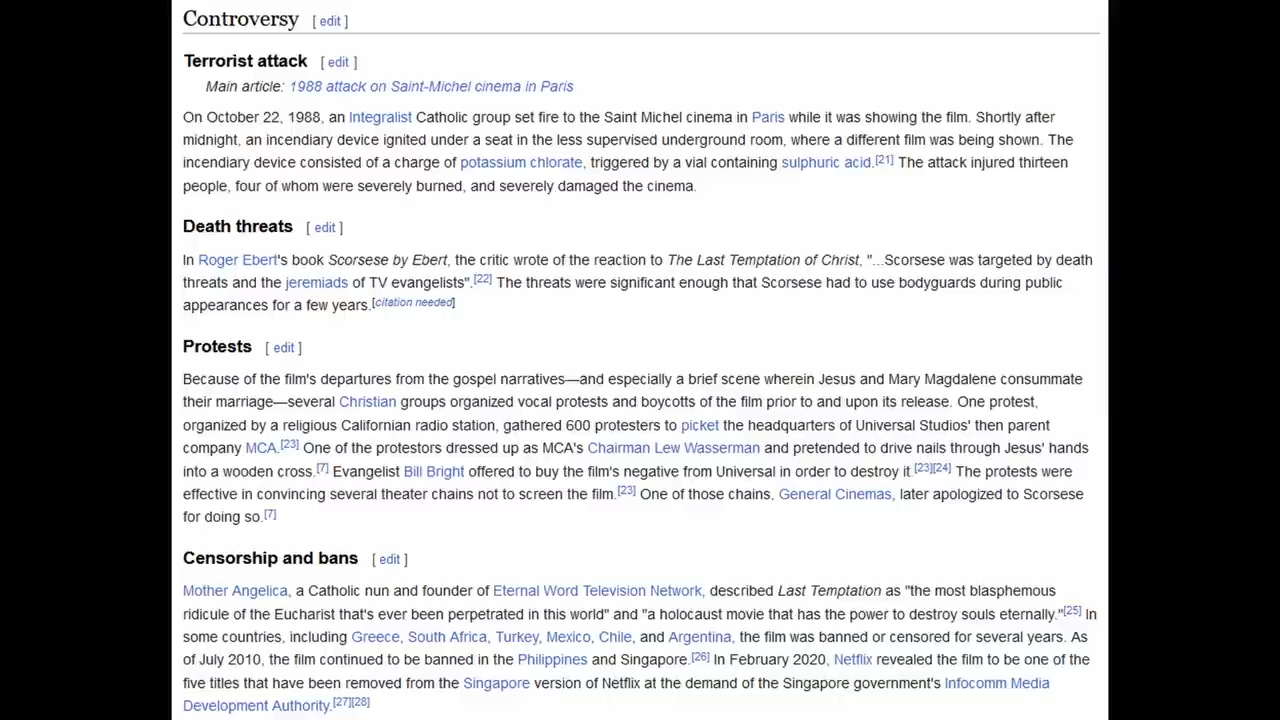 Controversy [ edit ]
Terrorist attack [ edit ]
Main article: 1988 attack on Saint-Michel cinema in Paris
On October 22, 1988, an Integralist Catholic group set fire to the Saint Michel cinema in Paris while it was showing the film. Shortly after
midnight, an incendiary device ignited under a seat in the less supervised underground room, where a different film was being shown. The
incendiary device consisted of a charge of potassium chlorate, triggered by a vial containing sulphuric acid.[21] The attack injured thirteen
people, four of whom were severely burned, and severely damaged the cinema.
Death threats [ edit ]
In Roger Ebert's book Scorsese by Ebert, the critic wrote of the reaction to The Last Temptation of Christ, "...Scorsese was targeted by death
threats and the jeremiads of TV evangelists".[22] The threats were significant enough that Scorsese had to use bodyguards during public
appearances for a few years.[citation needed]
Protests [ edit ]
Because of the film's departures from the gospel narratives—and especially a brief scene wherein Jesus and Mary Magdalene consummate
their marriage—several Christian groups organized vocal protests and boycotts of the film prior to and upon its release. One protest,
organized by a religious Californian radio station, gathered 600 protesters to picket the headquarters of Universal Studios' then parent
company MCA.[23] One of the protestors dressed up as MCA's Chairman Lew Wasserman and pretended to drive nails through Jesus' hands
into a wooden cross.[7] Evangelist Bill Bright offered to buy the film's negative from Universal in order to destroy it.[23][24] The protests were
effective in convincing several theater chains not to screen the film.[23] One of those chains, General Cinemas, later apologized to Scorsese
for doing so.[7]
Censorship and bans [ edit ]
Mother Angelica, a Catholic nun and founder of Eternal Word Television Network, described Last Temptation as "the most blasphemous
ridicule of the Eucharist that's ever been perpetrated in this world" and "a holocaust movie that has the power to destroy souls eternally."[25] In
some countries, including Greece, South Africa, Turkey, Mexico, Chile, and Argentina, the film was banned or censored for several years. As
of July 2010, the film continued to be banned in the Philippines and Singapore.[26] In February 2020, Netflix revealed the film to be one of the
five titles that have been removed from the Singapore version of Netflix at the demand of the Singapore government's Infocomm Media
Development Authority.[27][28]